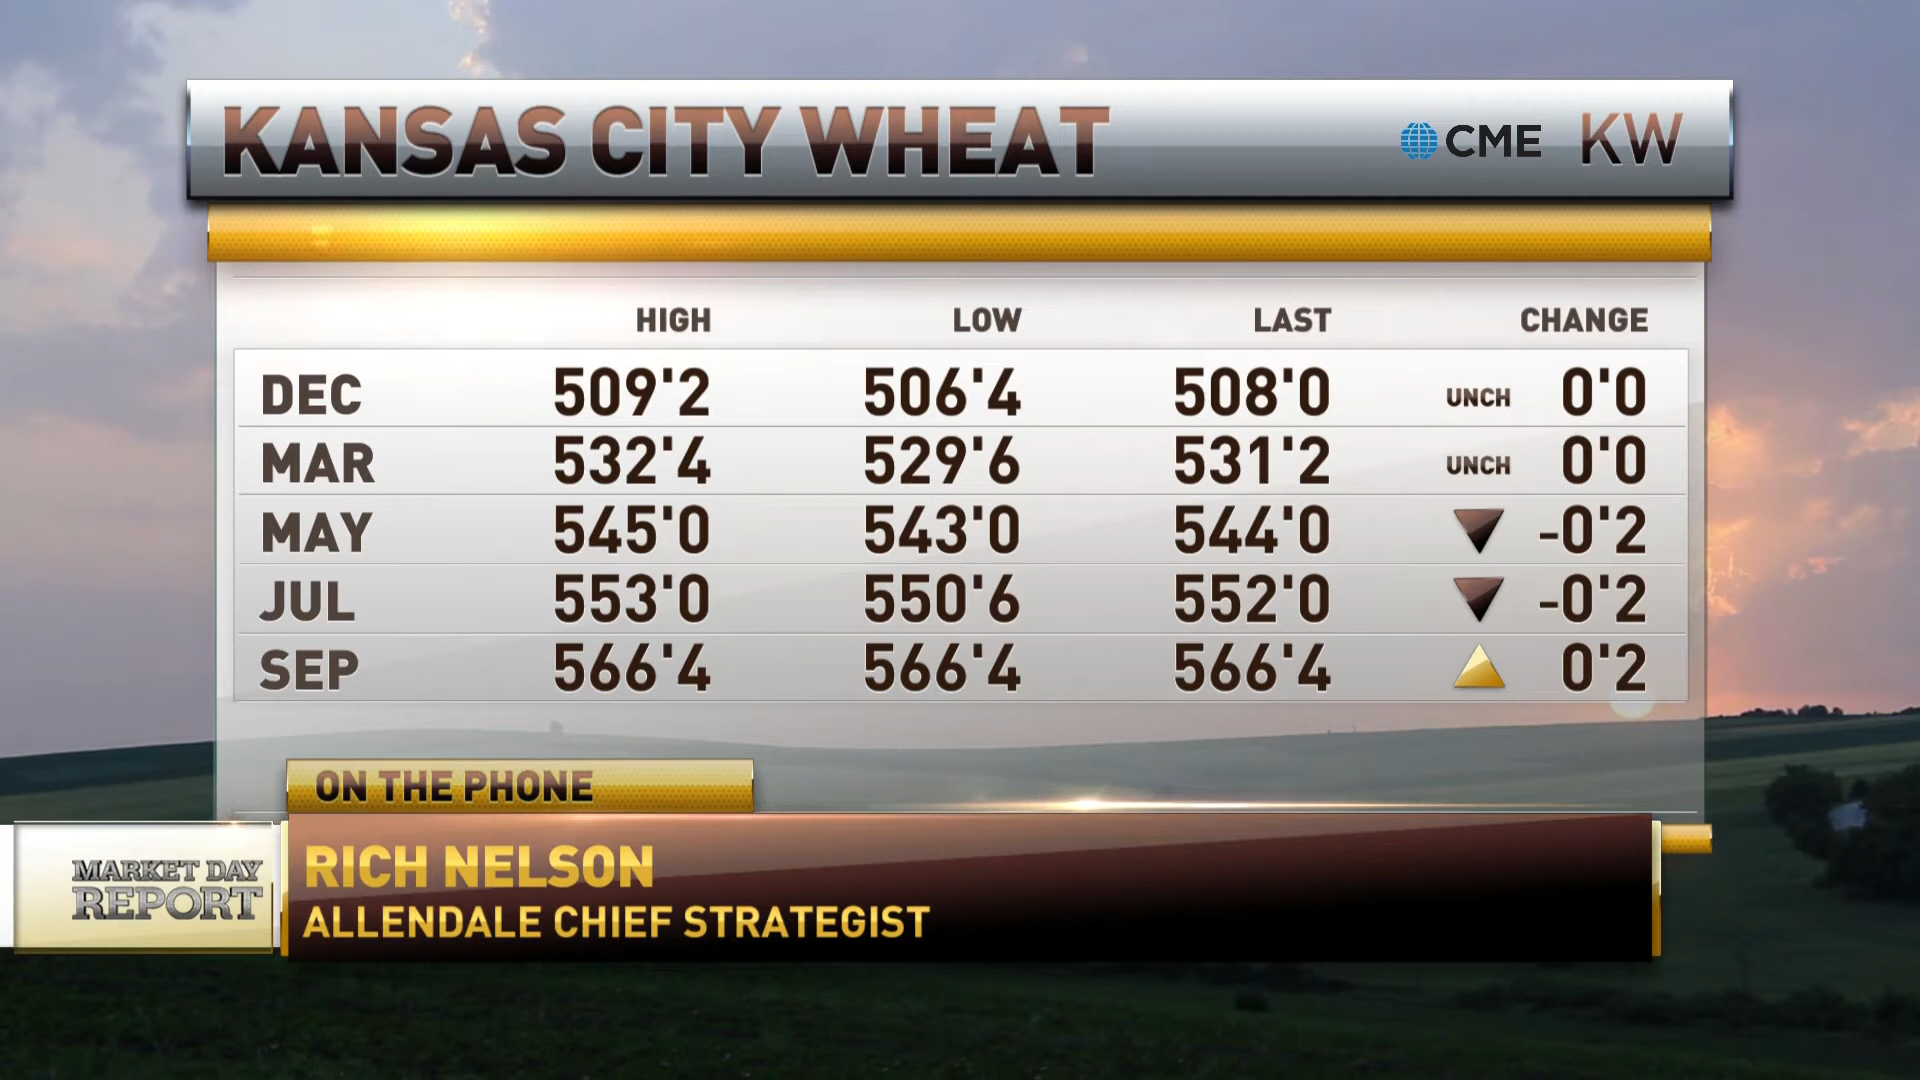 KANSAS CITY WHEAT CME KW
HIGH LOW LAST CHANGE
DEC 509'2 506'4 508'0 UNCH 0'0
MAR 532'4 529'6 531'2 UNCH 0'0
MAY 545'0 543'0 544'0 -0'2
JUL 553'0 550'6 552'0 -0'2
SEP 566'4 566'4 566'4 0'2
ON THE PHONE
MARKET DAY
REPORT
RICH NELSON
ALLENDALE CHIEF STRATEGIST